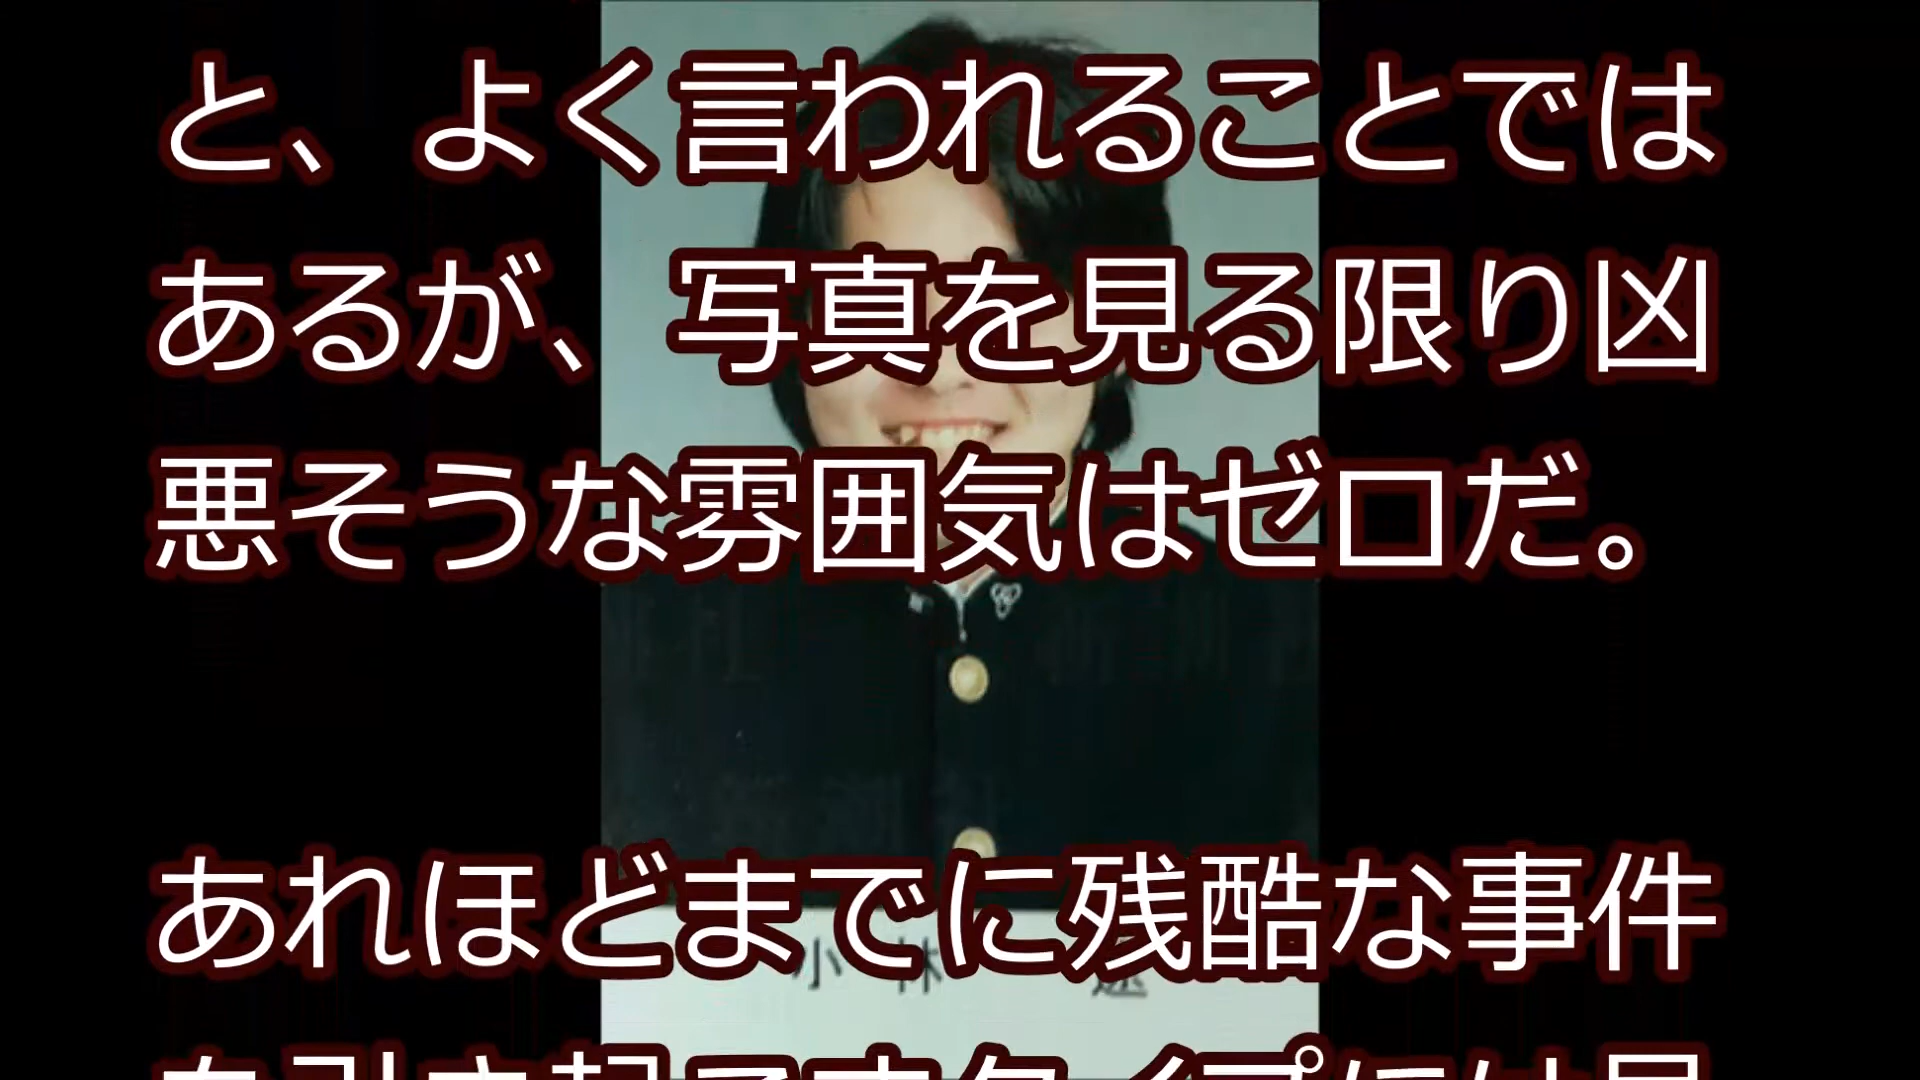 と、よく言われることでは
あるが、写真を見る限り凶
悪そうな雰囲気はゼロだ。
あれほどまでに残酷な事件
小林